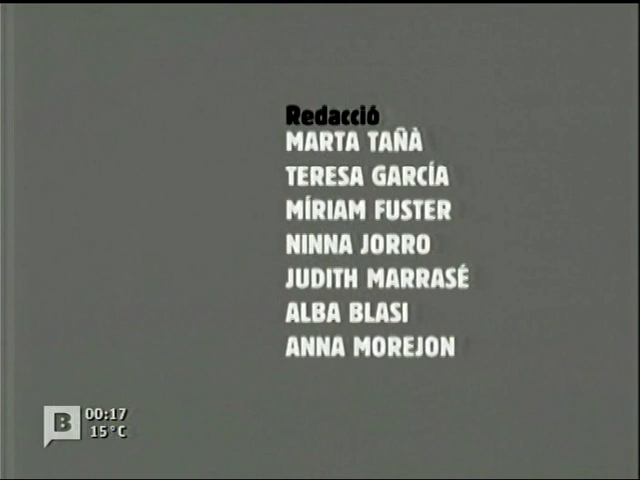 Redacció
MARTA TAÑÀ
TERESA GARCÍA
MÍRIAM FUSTER
NINNA JORRO
JUDITH MARRASÉ
ALBA BLASI
ANNA MOREJON
B 00:17
15°C